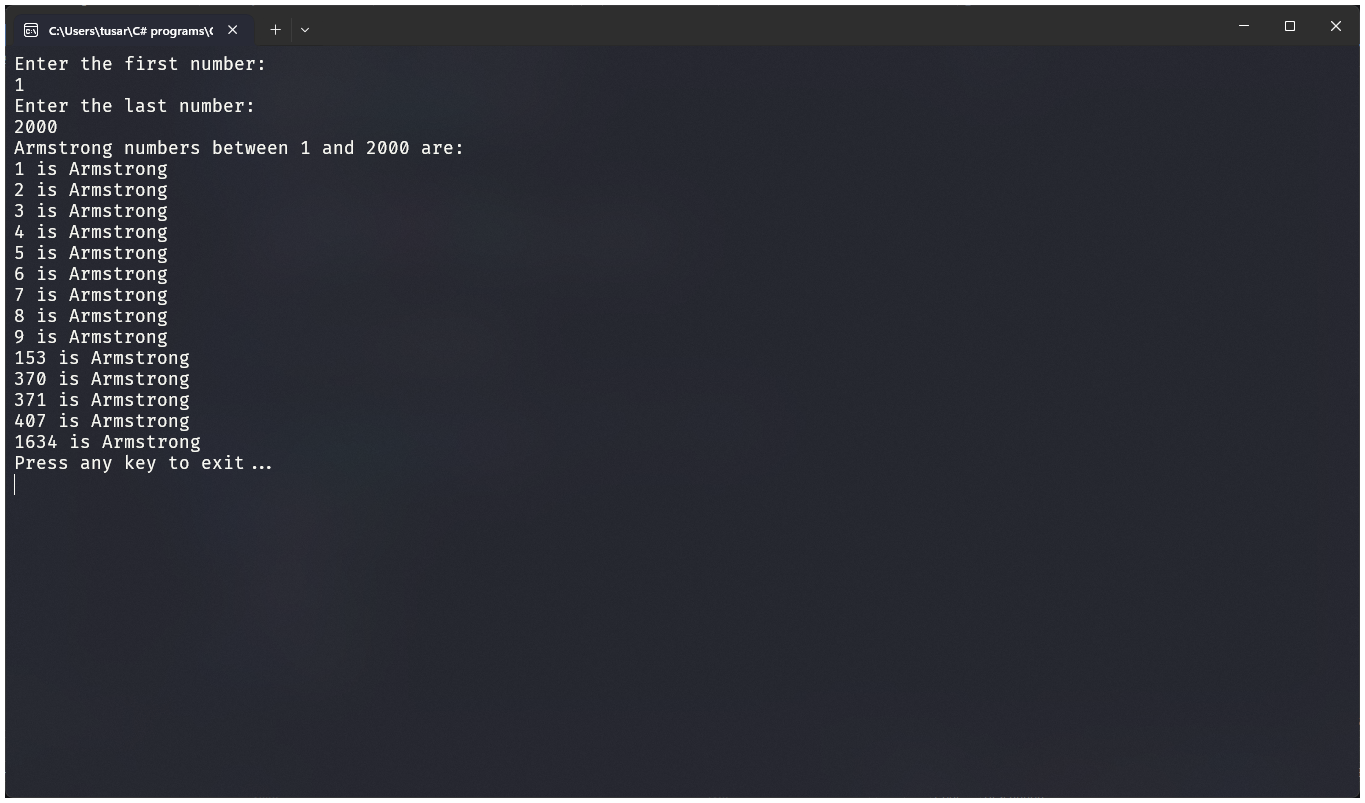 C:\Users\tusar\C# programs\
Enter the first number:
1
Enter the last number:
2000
Armstrong numbers between 1 and 2000 are:
1 is Armstrong
2 is Armstrong
3 is Armstrong
4 is Armstrong
5 is Armstrong
6 is Armstrong
7 is Armstrong
8 is Armstrong
9 is Armstrong
153 is Armstrong
370 is Armstrong
371 is Armstrong
407 is Armstrong
1634 is Armstrong
Press any key to exit...